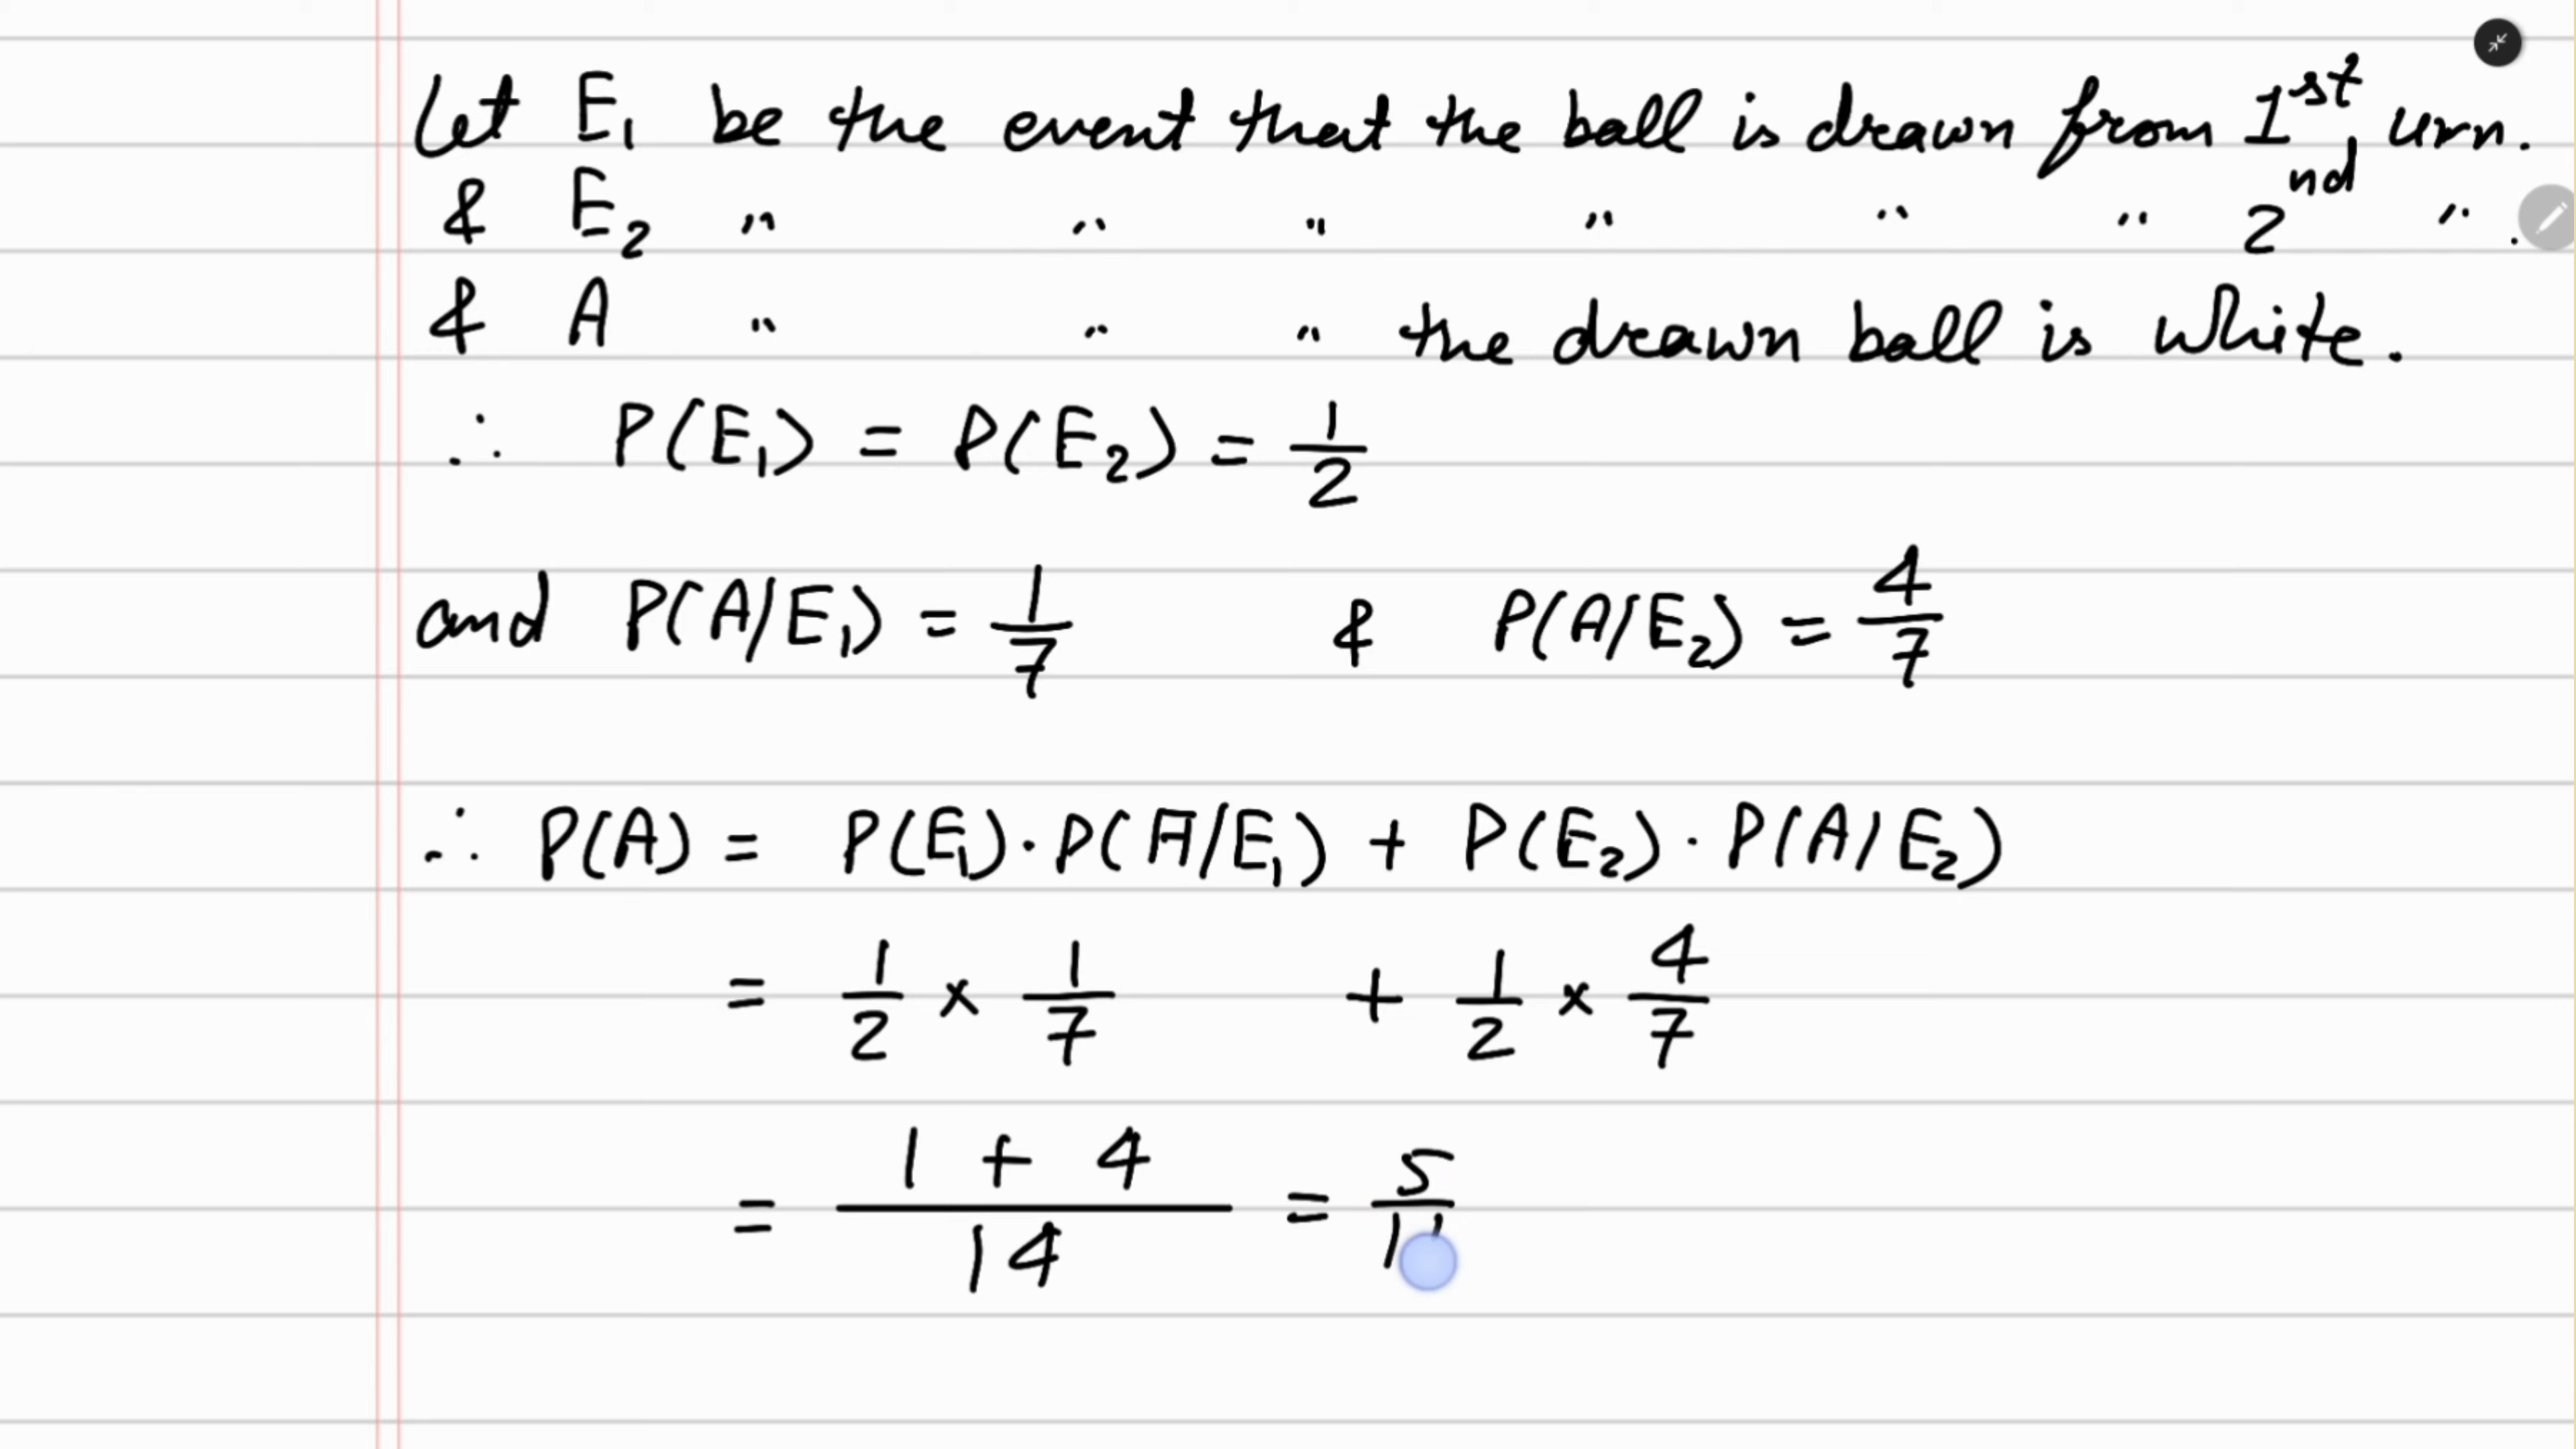 Let E₁ be the event that the ball is drawn from 1ˢᵗ urn.
& E₂ " " " " " " 2ⁿᵈ " .
& A " " " the drawn ball is white.
∴ P(E₁) = P(E₂) = 1/2
and P(A/E₁) = 1/7 & P(A/E₂) = 4/7
∴ P(A) = P(E₁) · P(A/E₁) + P(E₂) · P(A/E₂)
= 1/2 × 1/7 + 1/2 × 4/7
= (1 + 4)/14 = 5/